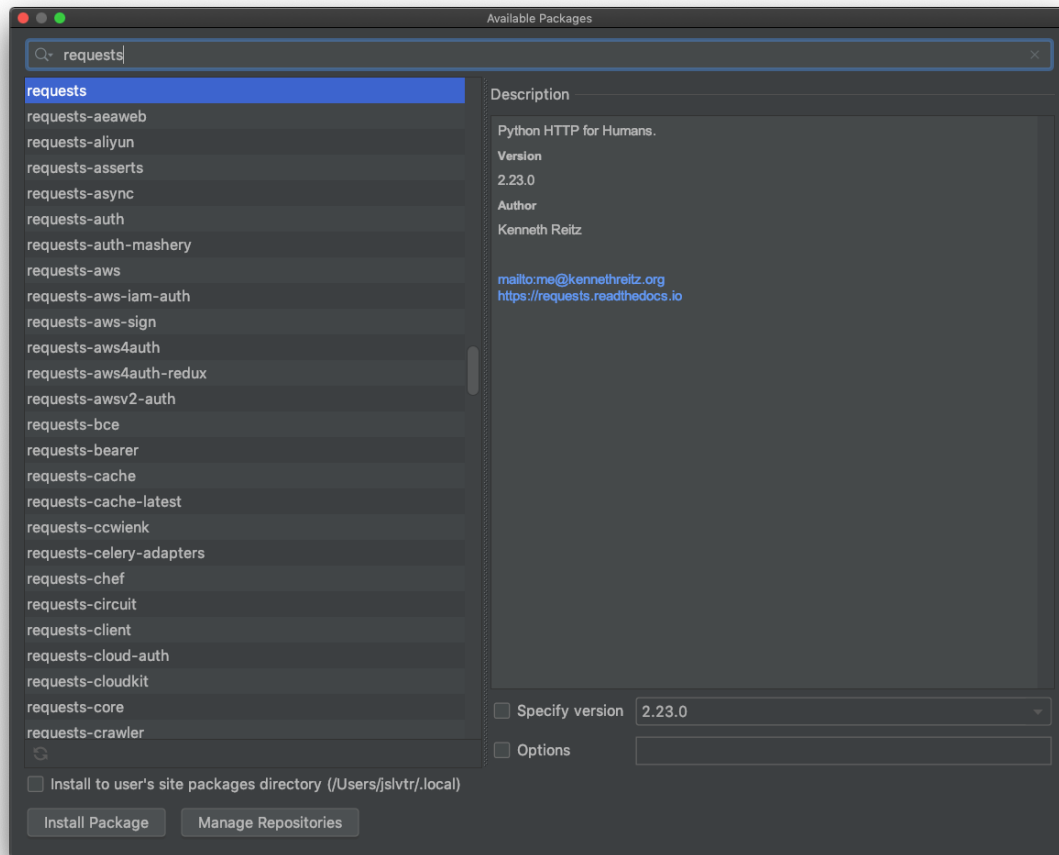 Available Packages
requests
requests
requests-aeaweb
requests-aliyun
requests-asserts
requests-async
requests-auth
requests-auth-mashery
requests-aws
requests-aws-iam-auth
requests-aws-sign
requests-aws4auth
requests-aws4auth-redux
requests-awsv2-auth
requests-bce
requests-bearer
requests-cache
requests-cache-latest
requests-ccwienk
requests-celery-adapters
requests-chef
requests-circuit
requests-client
requests-cloud-auth
requests-cloudkit
requests-core
requests-crawler
Description
Python HTTP for Humans.
Version
2.23.0
Author
Kenneth Reitz
mailto:me@kennethreitz.org
https://requests.readthedocs.io
Specify version 2.23.0
Options
Install to user's site packages directory (/Users/jslvtr/.local)
Install Package Manage Repositories